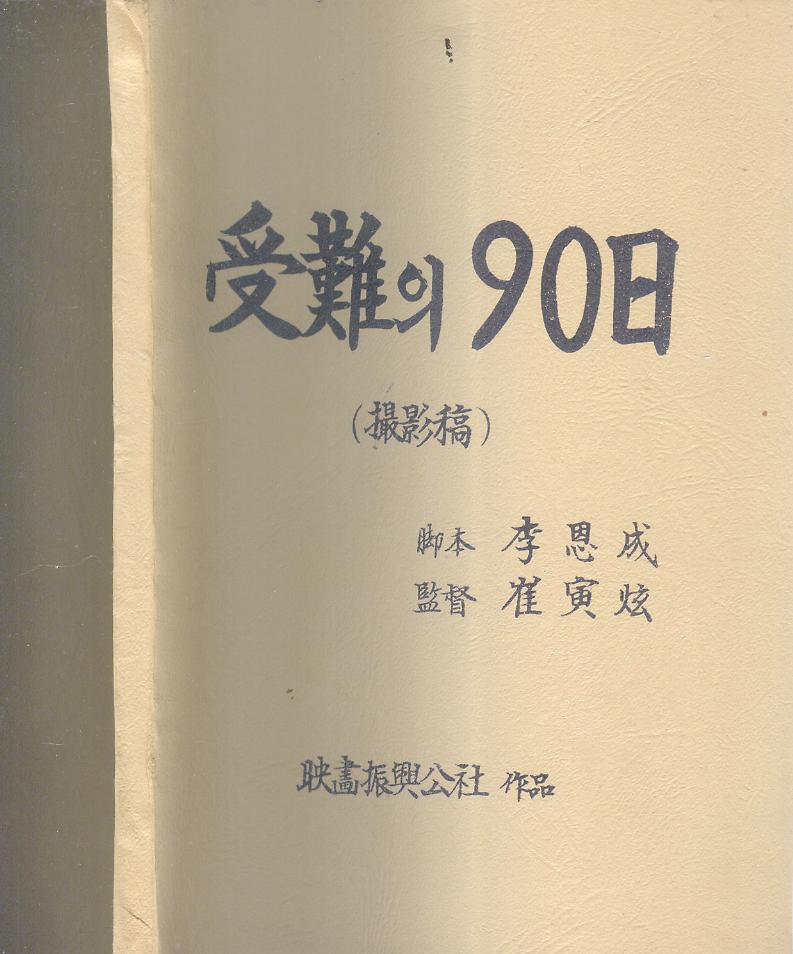 受難의 90日
(撮影稿)
脚本 李恩成
監督 崔寅炫
映畵振興公社 作品